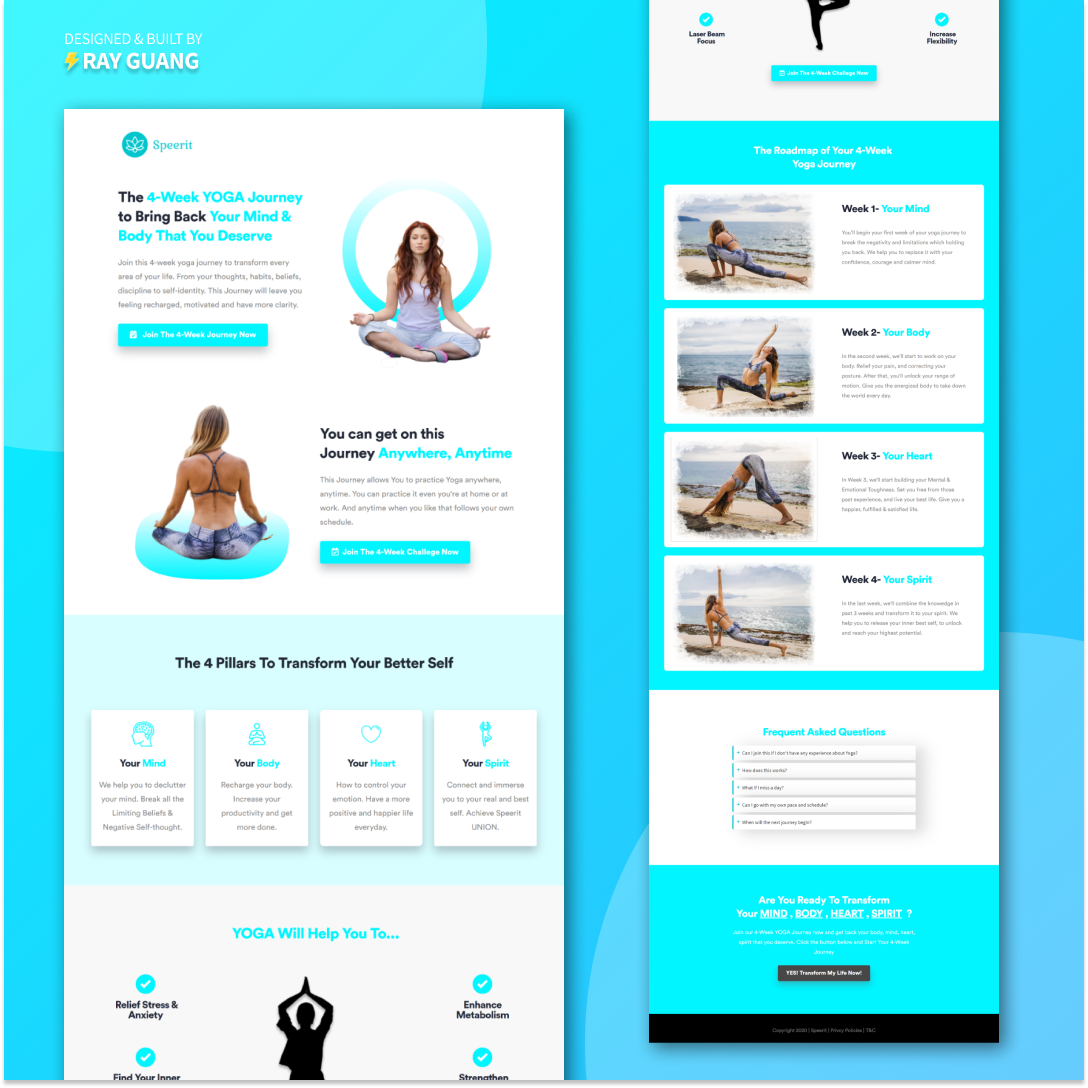 DESIGNED & BUILT BY
⚡ RAY GUANG
Speerit
The 4-Week YOGA Journey
to Bring Back Your Mind &
Body That You Deserve
Join this 4-week yoga journey to transform every
area of your life. From your thoughts, habits, beliefs,
discipline to self-identity. This Journey will leave you
feeling recharged, motivated and have more clarity.
Join The 4-Week Journey Now
You can get on this
Journey Anywhere, Anytime
This Journey allows You to practice Yoga anywhere,
anytime. You can practice it even you're at home or at
work. And anytime when you like that follows your own
schedule.
Join The 4-Week Challege Now
The 4 Pillars To Transform Your Better Self
Your Mind
We help you to declutter
your mind. Break all the
Limiting Beliefs &
Negative Self-thought.
Your Body
Recharge your body.
Increase your
productivity and get
more done.
Your Heart
How to control your
emotion. Have a more
positive and happier life
everyday.
Your Spirit
Connect and immerse
you to your real and best
self. Achieve Speerit
UNION.
YOGA Will Help You To...
Relief Stress &
Anxiety
Enhance
Metabolism
Find Your Inner
Strengthen
Laser Beam
Focus
Increase
Flexibility
Join The 4-Week Challege Now
The Roadmap of Your 4-Week
Yoga Journey
Week 1- Your Mind
You'll begin your first week of your yoga journey to
break the negativity and limitations which holding
you back. We help you to replace it with your
confidence, courage and calmer mind.
Week 2- Your Body
In the second week, we'll start to work on your
body. Relief your pain, and correcting your
posture. After that, you'll unlock your range of
motion. Give you the energized body to take down
the world every day.
Week 3- Your Heart
In Week 3, we'll start building your Mental &
Emotional Toughness. Set you free from those
past experience, and live your best life. Give you a
happier, fulfilled & satisfied life.
Week 4- Your Spirit
In the last week, we'll combine the knowedge in
past 3 weeks and transform it to your spirit. We
help you to release your inner best self, to unlock
and reach your highest potential.
Frequent Asked Questions
+ Can I join this if I don't have any experience about Yoga?
+ How does this works?
+ What if I miss a day?
+ Can I go with my own pace and schedule?
+ When will the next journey begin?
Are You Ready To Transform
Your MIND , BODY , HEART , SPIRIT ?
Join our 4-Week YOGA Journey now and get back your body, mind, heart,
spirit that you deserve. Click the button below and Start Your 4-Week
Journey
YES! Transform My Life Now!
Copyright 2020 | Speerit | Privcy Policies | T&C